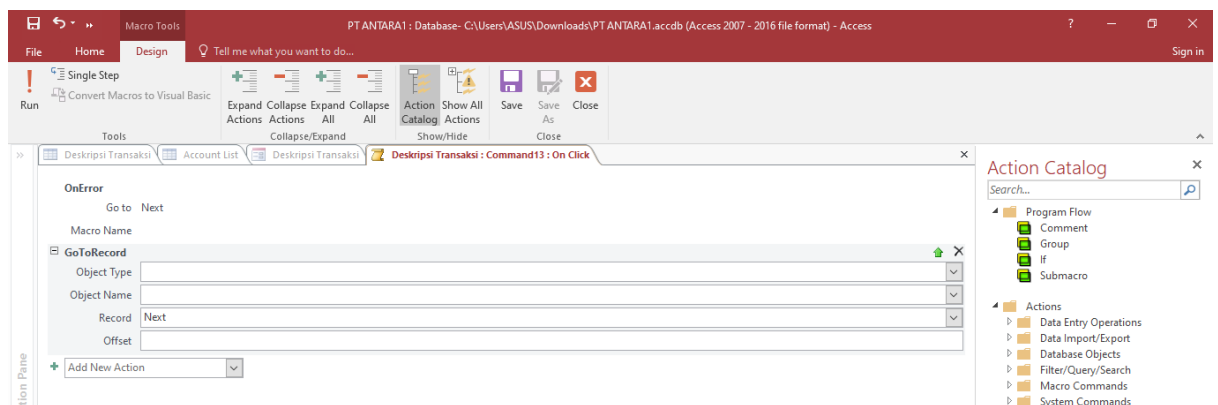 Macro Tools
PT ANTARA1 : Database- C:\Users\ASUS\Downloads\PT ANTARA1.accdb (Access 2007 - 2016 file format) - Access
?
File Home Design Tell me what you want to do... Sign in
Run
Single Step
Convert Macros to Visual Basic
Tools
Expand Actions
Collapse Actions
Expand All
Collapse All
Collapse/Expand
Action Catalog
Show All Actions
Show/Hide
Save
Save As
Close
Close
Deskripsi Transaksi Account List Deskripsi Transaksi Deskripsi Transaksi : Command13 : On Click
OnError
Go to Next
Macro Name
GoToRecord
Object Type
Object Name
Record Next
Offset
Add New Action
tion Pane
Action Catalog
Search...
Program Flow
Comment
Group
If
Submacro
Actions
Data Entry Operations
Data Import/Export
Database Objects
Filter/Query/Search
Macro Commands
System Commands